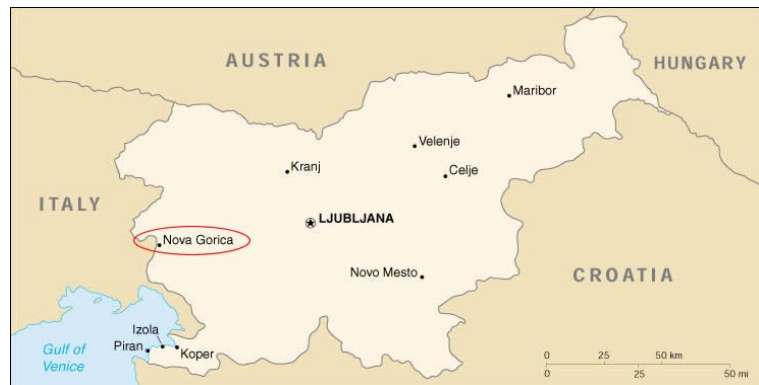 AUSTRIA
HUNGARY
Maribor
Velenje
Kranj
Celje
ITALY
LJUBLJANA
Nova Gorica
Novo Mesto
CROATIA
Izola
Piran
Koper
Gulf of
Venice
0 25 50 km
0 25 50 mi